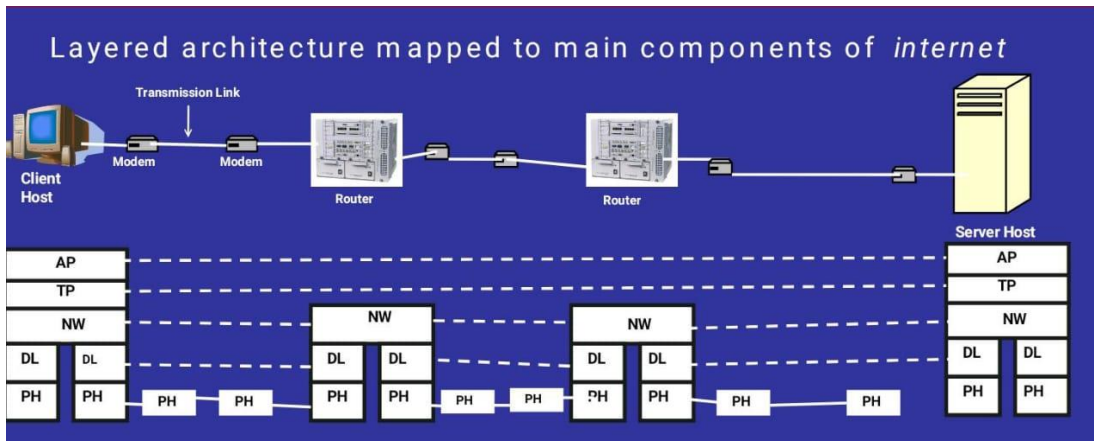 Layered architecture mapped to main components of internet
Transmission Link
Modem Modem
Client
Host
Router Router
Server Host
AP AP
TP TP
NW NW NW NW
DL DL DL DL DL DL DL DL
PH PH PH PH PH PH PH PH PH PH PH PH PH PH